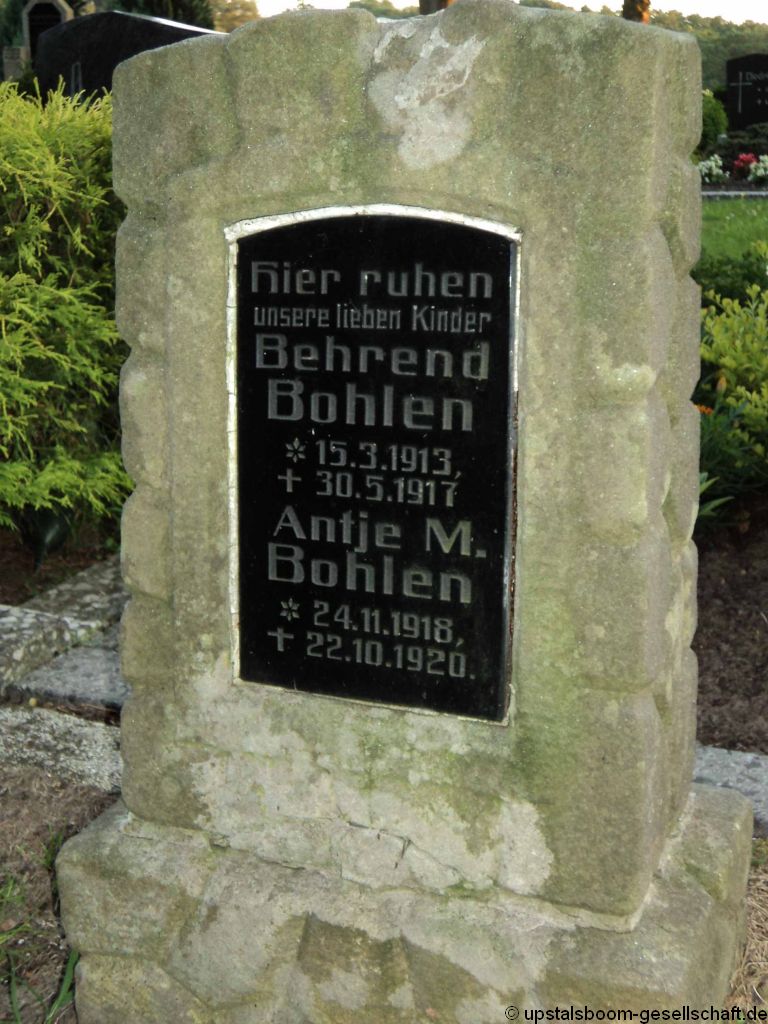 Hier ruhen
unsere lieben Kinder
Behrend
Bohlen
* 15.3.1913,
+ 30.5.1917
Antje M.
Bohlen
* 24.11.1918,
+ 22.10.1920.
© upstalsboom-gesellschaft.de